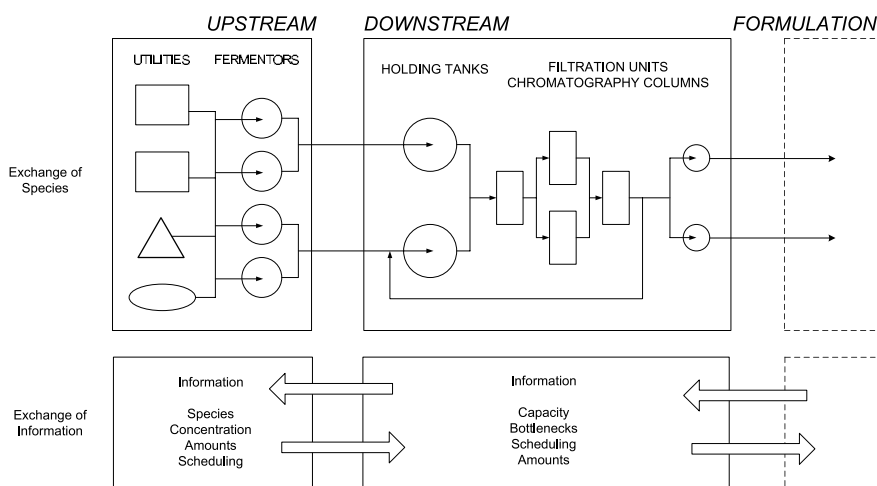 UPSTREAM
DOWNSTREAM
FORMULATION
UTILITIES
FERMENTORS
HOLDING TANKS
FILTRATION UNITS
CHROMATOGRAPHY COLUMNS
Exchange of
Species
Exchange of
Information
Information
Species
Concentration
Amounts
Scheduling
Information
Capacity
Bottlenecks
Scheduling
Amounts